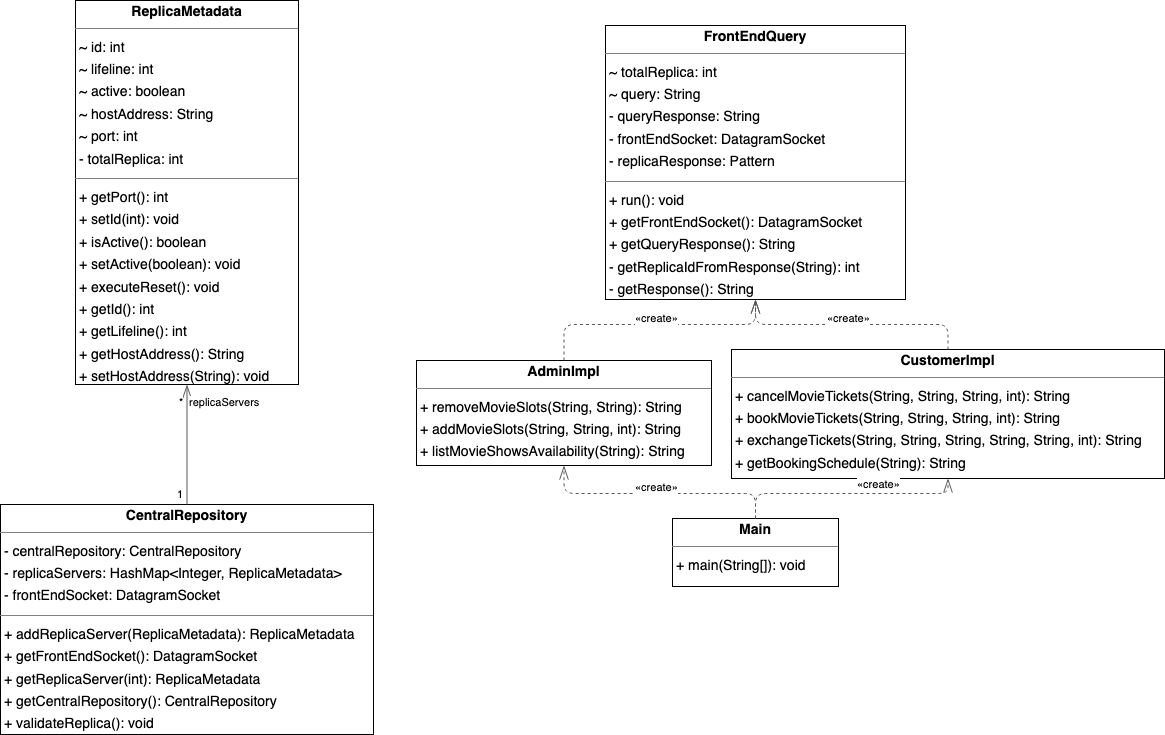 ReplicaMetadata
~ id: int
~ lifeline: int
~ active: boolean
~ hostAddress: String
~ port: int
- totalReplica: int
+ getPort(): int
+ setId(int): void
+ isActive(): boolean
+ setActive(boolean): void
+ executeReset(): void
+ getId(): int
+ getLifeline(): int
+ getHostAddress(): String
+ setHostAddress(String): void
* replicaServers
1
CentralRepository
- centralRepository: CentralRepository
- replicaServers: HashMap<Integer, ReplicaMetadata>
- frontEndSocket: DatagramSocket
+ addReplicaServer(ReplicaMetadata): ReplicaMetadata
+ getFrontEndSocket(): DatagramSocket
+ getReplicaServer(int): ReplicaMetadata
+ getCentralRepository(): CentralRepository
+ validateReplica(): void
FrontEndQuery
~ totalReplica: int
~ query: String
- queryResponse: String
- frontEndSocket: DatagramSocket
- replicaResponse: Pattern
+ run(): void
+ getFrontEndSocket(): DatagramSocket
+ getQueryResponse(): String
- getReplicaIdFromResponse(String): int
- getResponse(): String
«create»
«create»
AdminImpl
+ removeMovieSlots(String, String): String
+ addMovieSlots(String, String, int): String
+ listMovieShowsAvailability(String): String
CustomerImpl
+ cancelMovieTickets(String, String, String, int): String
+ bookMovieTickets(String, String, String, int): String
+ exchangeTickets(String, String, String, String, String, int): String
+ getBookingSchedule(String): String
«create»
«create»
Main
+ main(String[]): void